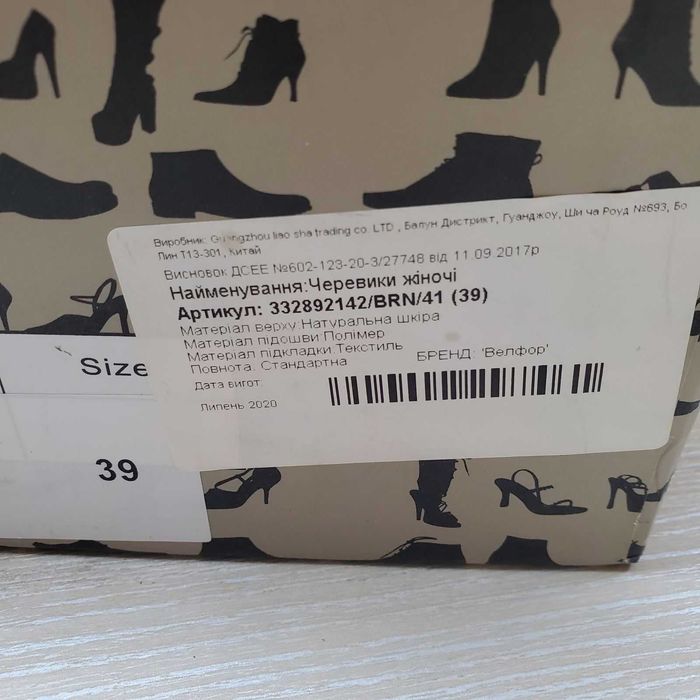 Виробник: Guangzhou liao sha trading co. LTD , Балун Дистрикт, Гуанджоу, Ши ча Роуд №693, Бо
Лин Т13-301, Китай
Висновок ДСЕЕ №602-123-20-3/27748 від 11.09.2017р
Найменування:Черевики жіночі
Артикул: 332892142/BRN/41 (39)
Матеріал верху:Натуральна шкіра
Матеріал підошви:Полімер
Матеріал підкладки:Текстиль
Повнота: Стандартна
БРЕНД: 'Велфор'
Дата вигот:
Липень 2020
Size
39